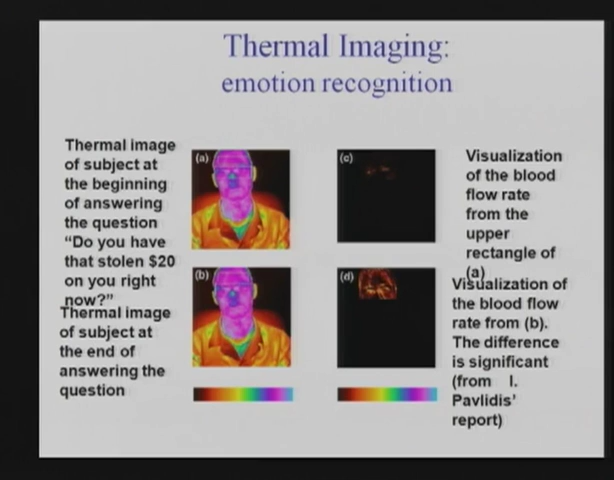 Thermal Imaging:
emotion recognition
Thermal image
of subject at
the beginning
of answering
the question
“Do you have
that stolen $20
on you right
now?”
Thermal image
of subject at
the end of
answering the
question
(a)
(b)
(c)
(d)
Visualization
of the blood
flow rate
from the
upper
rectangle of
(a)
Visualization of
the blood flow
rate from (b).
The difference
is significant
(from I.
Pavlidis’
report)